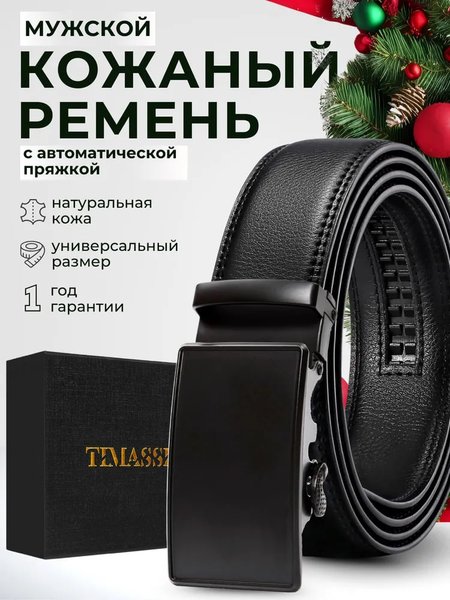 МУЖСКОЙ
КОЖАНЫЙ
РЕМЕНЬ
с автоматической
пряжкой
натуральная
кожа
универсальный
размер
1 год
гарантии